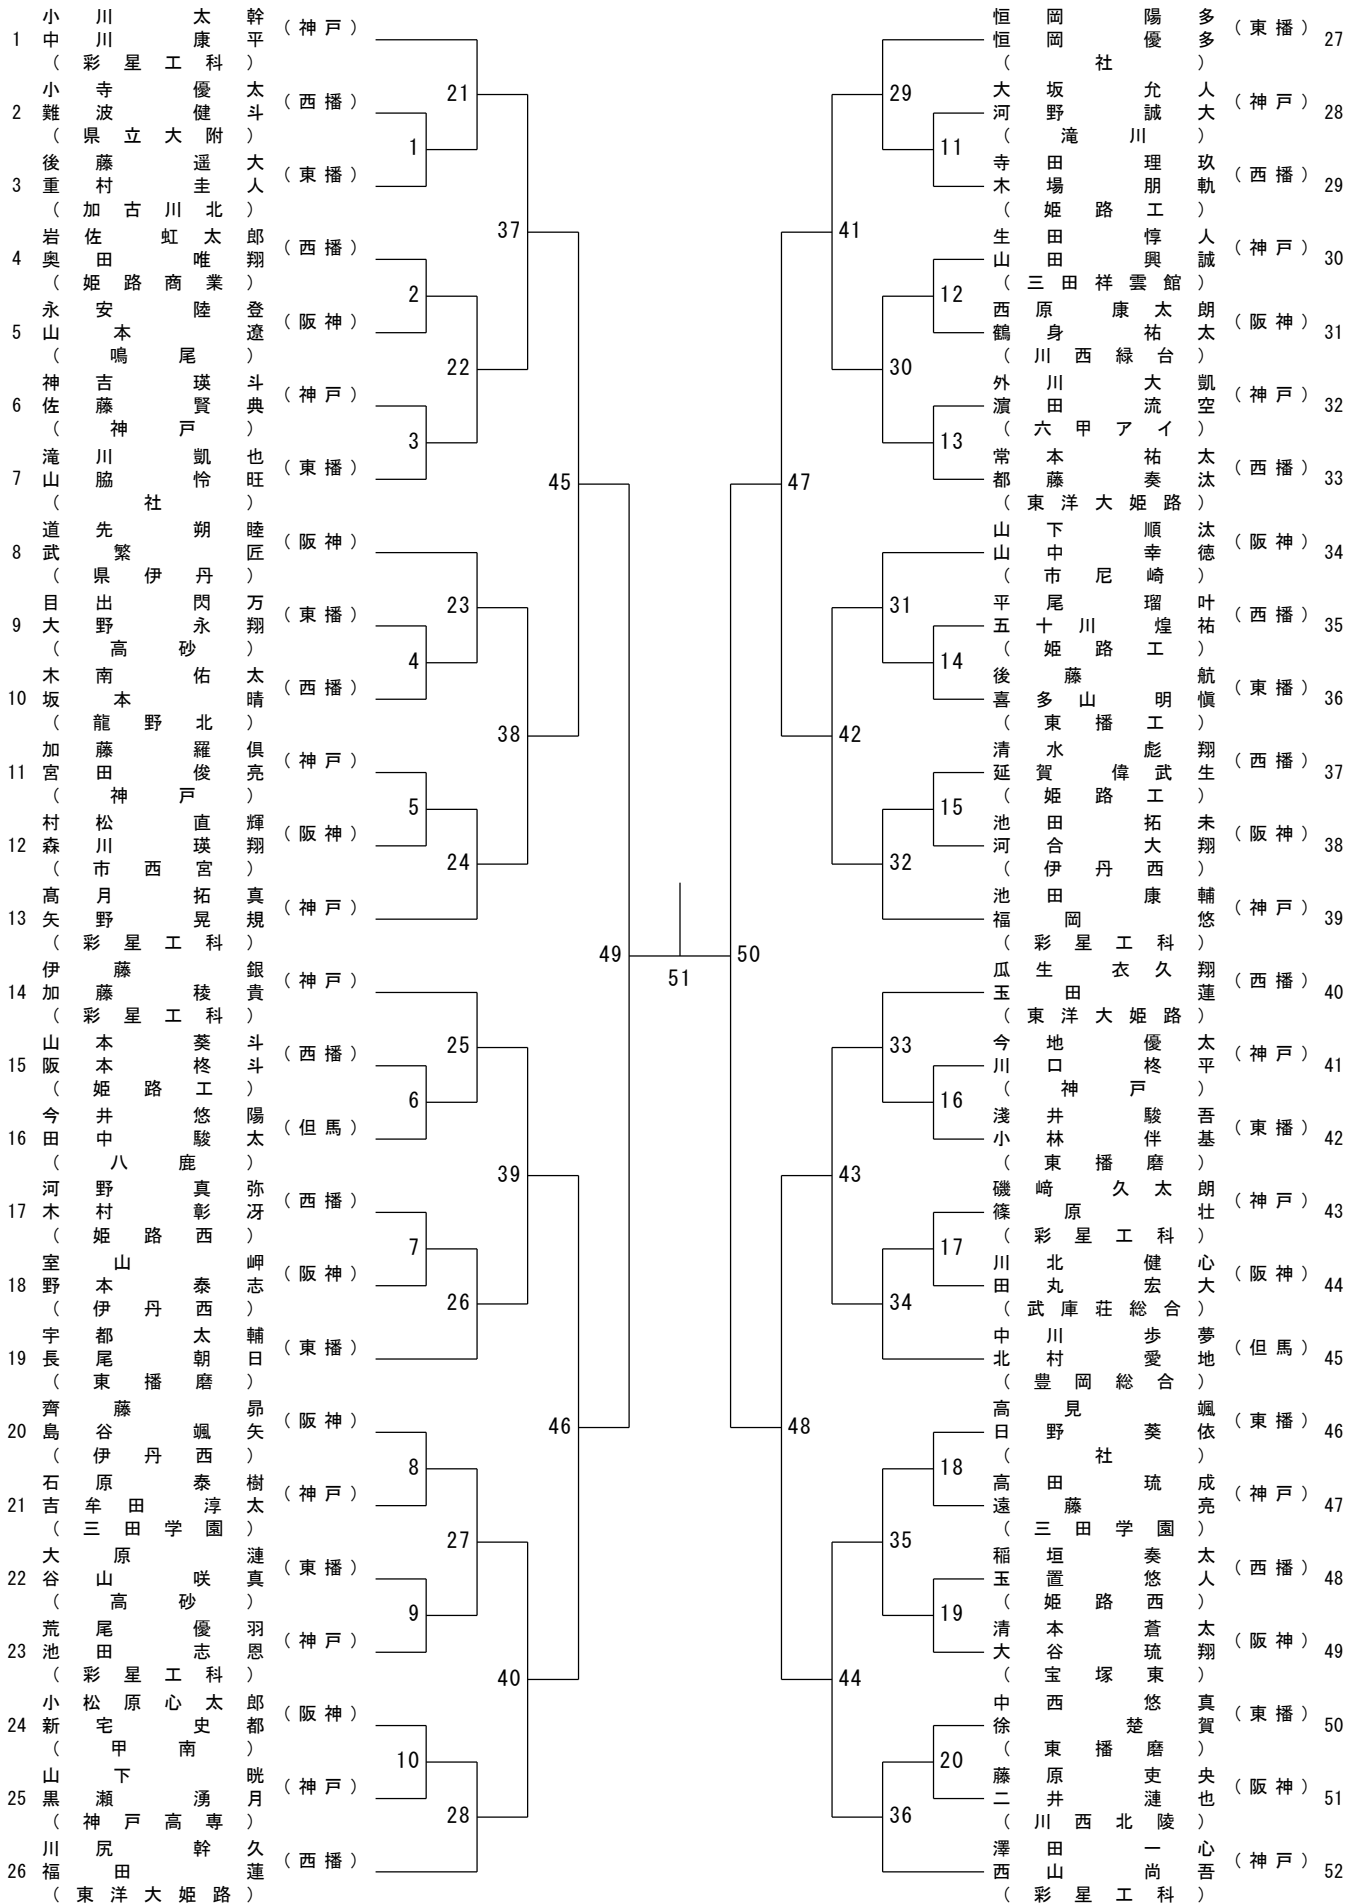 小川 太幹
1 中川 康平 (神戸)
(彩星工科)
小寺 優太
2 難波 健斗 (西播)
(県立大附)
後藤 遥大
3 重村 圭人 (東播)
(加古川北)
岩佐 虹太郎
4 奥田 唯翔 (西播)
(姫路商業)
永安 陸登
5 山本 遼 (阪神)
(鳴尾)
神吉 瑛斗
6 佐藤 賢典 (神戸)
(神戸)
滝川 凱也
7 山脇 怜旺 (東播)
(社)
道先 朔睦
8 武繁 匠 (阪神)
(県伊丹)
目出 閃万
9 大野 永翔 (東播)
(高砂)
木南 佑太
10 坂本 晴 (西播)
(龍野北)
加藤 羅倶
11 宮田 俊亮 (神戸)
(神戸)
村松 直輝
12 森川 瑛翔 (阪神)
(市西宮)
髙月 拓真
13 矢野 晃規 (神戸)
(彩星工科)
伊藤 銀
14 加藤 稜貴 (神戸)
(彩星工科)
山本 葵斗
15 阪本 柊斗 (西播)
(姫路工)
今井 悠陽
16 田中 駿太 (但馬)
(八鹿)
河野 真弥
17 木村 彰冴 (西播)
(姫路西)
室山 岬
18 野本 泰志 (阪神)
(伊丹西)
宇都 太輔
19 長尾 朝日 (東播)
(東播磨)
齊藤 昴
20 島谷 颯矢 (阪神)
(伊丹西)
石原 泰樹
21 吉牟田 淳太 (神戸)
(三田学園)
大原 漣
22 谷山 咲真 (東播)
(高砂)
荒尾 優羽
23 池田 志恩 (神戸)
(彩星工科)
小松原 心太郎
24 新宅 史都 (阪神)
(甲南)
山下 晄
25 黒瀬 湧月 (神戸)
(神戸高専)
川尻 幹久
26 福田 蓮 (西播)
(東洋大姫路)
1
2
3
4
5
6
7
8
9
10
21
22
23
24
25
26
27
28
37
38
39
40
45
46
49
51
50
47
48
41
42
43
44
29
30
31
32
33
34
35
36
11
12
13
14
15
16
17
18
19
20
恒岡 陽多
恒岡 優多 (東播) 27
(社)
大坂 允人
河野 誠大 (神戸) 28
(滝川)
寺田 理玖
木場 朋軌 (西播) 29
(姫路工)
生田 惇人
山田 興誠 (神戸) 30
(三田祥雲館)
西原 康太朗
鶴身 祐太 (阪神) 31
(川西緑台)
外川 大凱
濵田 流空 (神戸) 32
(六甲アイ)
常本 祐太
都藤 奏汰 (西播) 33
(東洋大姫路)
山下 順汰
山中 幸徳 (阪神) 34
(市尼崎)
平尾 瑠叶
五十川 煌祐 (西播) 35
(姫路工)
後藤 航
喜多山 明愼 (東播) 36
(東播工)
清水 彪翔
延賀 偉武生 (西播) 37
(姫路工)
池田 拓未
河合 大翔 (阪神) 38
(伊丹西)
池田 康輔
福岡 悠 (神戸) 39
(彩星工科)
瓜生 衣久翔
玉田 蓮 (西播) 40
(東洋大姫路)
今地 優太
川口 柊平 (神戸) 41
(神戸)
淺井 駿吾
小林 伴基 (東播) 42
(東播磨)
磯﨑 久太朗
篠原 壮 (神戸) 43
(彩星工科)
川北 健心
田丸 宏大 (阪神) 44
(武庫荘総合)
中川 歩夢
北村 愛地 (但馬) 45
(豊岡総合)
高見 颯
日野 葵依 (東播) 46
(社)
高田 琉成
遠藤 亮 (神戸) 47
(三田学園)
稲垣 奏太
玉置 悠人 (西播) 48
(姫路西)
清本 蒼太
大谷 琉翔 (阪神) 49
(宝塚東)
中西 悠真
徐 楚賀 (東播) 50
(東播磨)
藤原 吏央
二井 漣也 (阪神) 51
(川西北陵)
澤田 一心
西山 尚吾 (神戸) 52
(彩星工科)